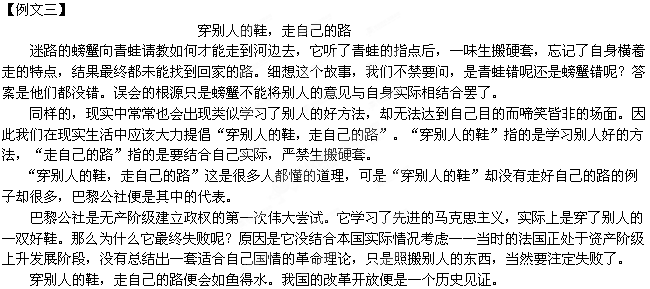 【例文三】
穿别人的鞋，走自己的路
迷路的螃蟹向青蛙请教如何才能走到河边去，它听了青蛙的指点后，一味生搬硬套，忘记了自身横着
走的特点，结果最终都未能找到回家的路。细想这个故事，我们不禁要问，是青蛙错呢还是螃蟹错呢？答
案是他们都没错。误会的根源只是螃蟹不能将别人的意见与自身实际相结合罢了。
同样的，现实中常常也会出现类似学习了别人的好方法，却无法达到自己目的而啼笑皆非的场面。因
此我们在现实生活中应该大力提倡“穿别人的鞋，走自己的路”。“穿别人的鞋”指的是学习别人好的方
法，“走自己的路”指的是要结合自己实际，严禁生搬硬套。
“穿别人的鞋，走自己的路”这是很多人都懂的道理，可是“穿别人的鞋”却没有走好自己的路的例
子却很多，巴黎公社便是其中的代表。
巴黎公社是无产阶级建立政权的第一次伟大尝试。它学习了先进的马克思主义，实际上是穿了别人的
一双好鞋。那么为什么它最终失败呢？原因是它没结合本国实际情况考虑——当时的法国正处于资产阶级
上升发展阶段，没有总结出一套适合自己国情的革命理论，只是照搬别人的东西，当然要注定失败了。
穿别人的鞋，走自己的路便会如鱼得水。我国的改革开放便是一个历史见证。